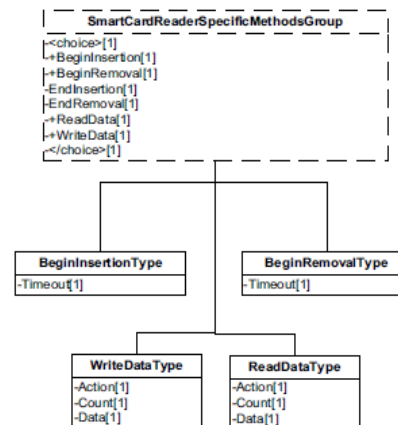 SmartCardReaderSpecificMethodsGroup
-<choice>[1]
-+BeginInsertion[1]
-+BeginRemoval[1]
-EndInsertion[1]
-EndRemoval[1]
-+ReadData[1]
-+WriteData[1]
-</choice>[1]
BeginInsertionType
-Timeout[1]
BeginRemovalType
-Timeout[1]
WriteDataType
-Action[1]
-Count[1]
-Data[1]
ReadDataType
-Action[1]
-Count[1]
-Data[1]